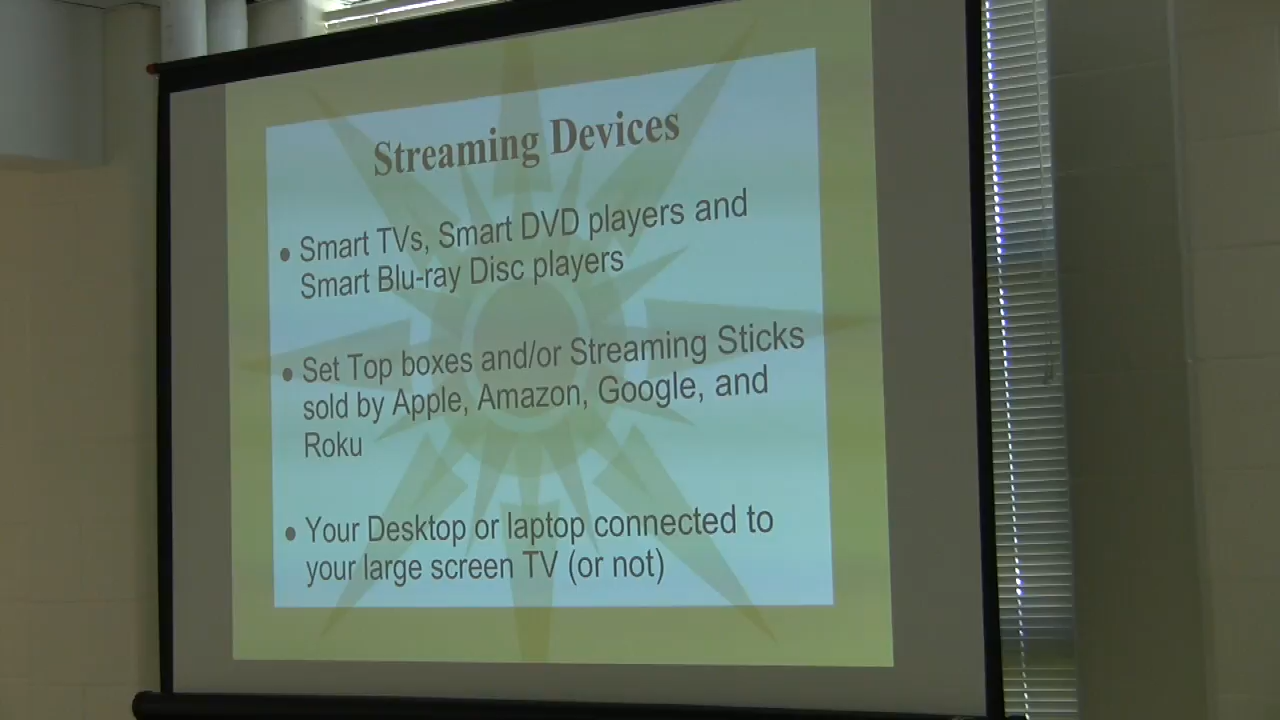 Streaming Devices
• Smart TVs, Smart DVD players and
Smart Blu-ray Disc players
• Set Top boxes and/or Streaming Sticks
sold by Apple, Amazon, Google, and
Roku
• Your Desktop or laptop connected to
your large screen TV (or not)